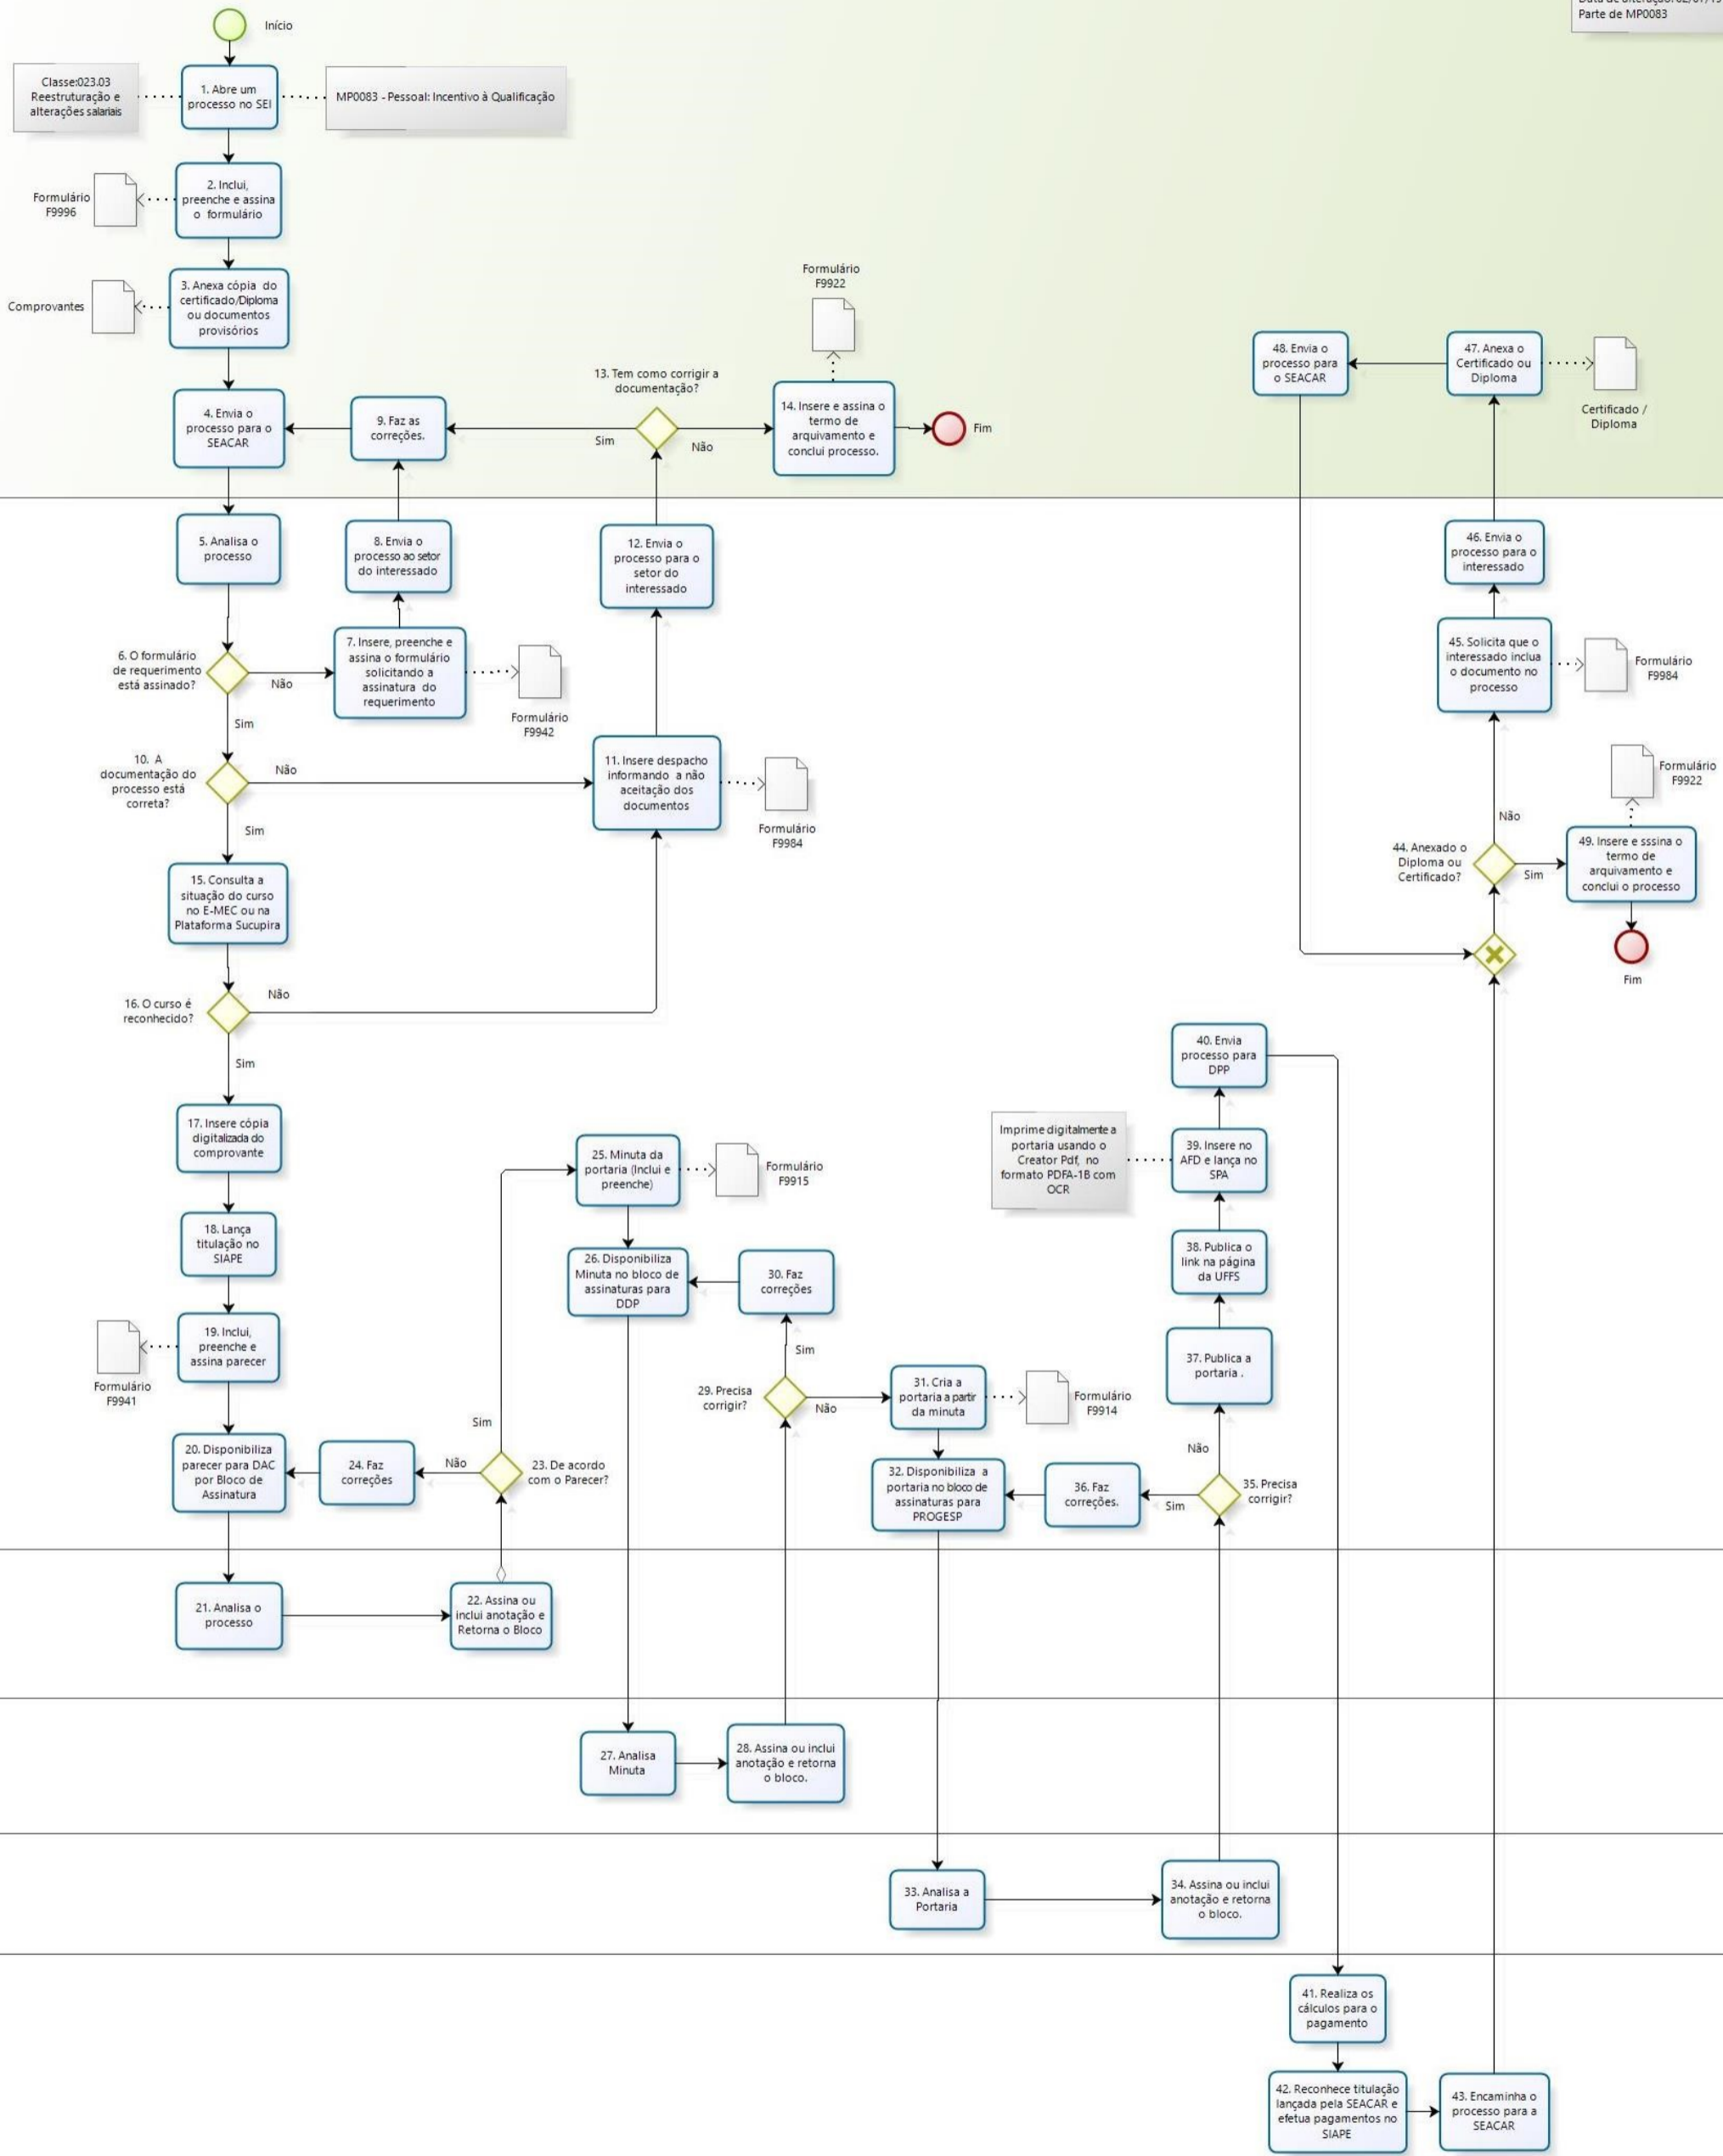 Parte de MP0083
Início
Classe:023.03
Reestruturação e
alterações salariais
1. Abre um
processo no SEI
MP0083 - Pessoal: Incentivo à Qualificação
2. Inclui,
preenche e assina
o formulário
Formulário
F9996
3. Anexa cópia do
certificado/Diploma
ou documentos
provisórios
Comprovantes
4. Envia o
processo para o
SEACAR
9. Faz as
correções.
13. Tem como corrigir a
documentação?
Sim
Não
Formulário
F9922
14. Insere e assina o
termo de
arquivamento e
conclui processo.
Fim
48. Envia o
processo para
o SEACAR
47. Anexa o
Certificado ou
Diploma
Certificado /
Diploma
5. Analisa o
processo
8. Envia o
processo ao setor
do interessado
12. Envia o
processo para o
setor do
interessado
46. Envia o
processo para o
interessado
6. O formulário
de requerimento
está assinado?
Não
Sim
7. Insere, preenche e
assina o formulário
solicitando a
assinatura do
requerimento
Formulário
F9942
45. Solicita que o
interessado inclua
o documento no
processo
Formulário
F9984
10. A
documentação do
processo está
correta?
Não
Sim
11. Insere despacho
informando a não
aceitação dos
documentos
Formulário
F9984
Formulário
F9922
Não
44. Anexado o
Diploma ou
Certificado?
Sim
49. Insere e sssina o
termo de
arquivamento e
conclui o processo
Fim
15. Consulta a
situação do curso
no E-MEC ou na
Plataforma Sucupira
16. O curso é
reconhecido?
Não
Sim
17. Insere cópia
digitalizada do
comprovante
18. Lança
titulação no
SIAPE
19. Inclui,
preenche e
assina parecer
Formulário
F9941
20. Disponibiliza
parecer para DAC
por Bloco de
Assinatura
24. Faz
correções
Não
Sim
23. De acordo
com o Parecer?
25. Minuta da
portaria (Inclui e
preenche)
Formulário
F9915
26. Disponibiliza
Minuta no bloco de
assinaturas para
DDP
30. Faz
correções
Sim
29. Precisa
corrigir?
Não
31. Cria a
portaria a partir
da minuta
Formulário
F9914
32. Disponibiliza a
portaria no bloco de
assinaturas para
PROGESP
36. Faz
correções.
Sim
35. Precisa
corrigir?
Não
37. Publica a
portaria .
38. Publica o
link na página
da UFFS
39. Insere no
AFD e lança no
SPA
Imprime digitalmente a
portaria usando o
Creator Pdf, no
formato PDFA-1B com
OCR
40. Envia
processo para
DPP
21. Analisa o
processo
22. Assina ou
inclui anotação e
Retorna o Bloco
27. Analisa
Minuta
28. Assina ou inclui
anotação e retorna
o bloco.
33. Analisa a
Portaria
34. Assina ou inclui
anotação e retorna
o bloco.
41. Realiza os
cálculos para o
pagamento
42. Reconhece titulação
lançada pela SEACAR e
efetua pagamentos no
SIAPE
43. Encaminha o
processo para a
SEACAR